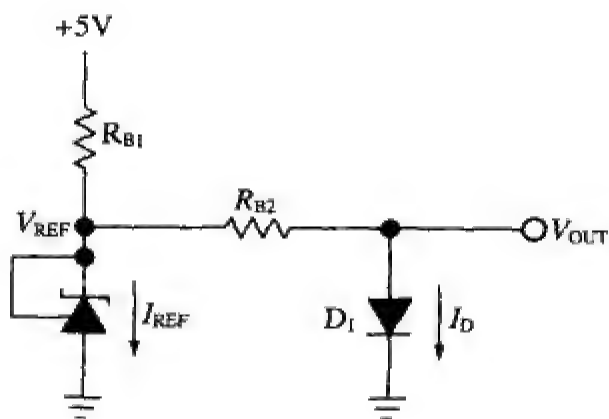 +5V
R_B1
V_REF
R_B2
V_OUT
I_REF
D_1
I_D